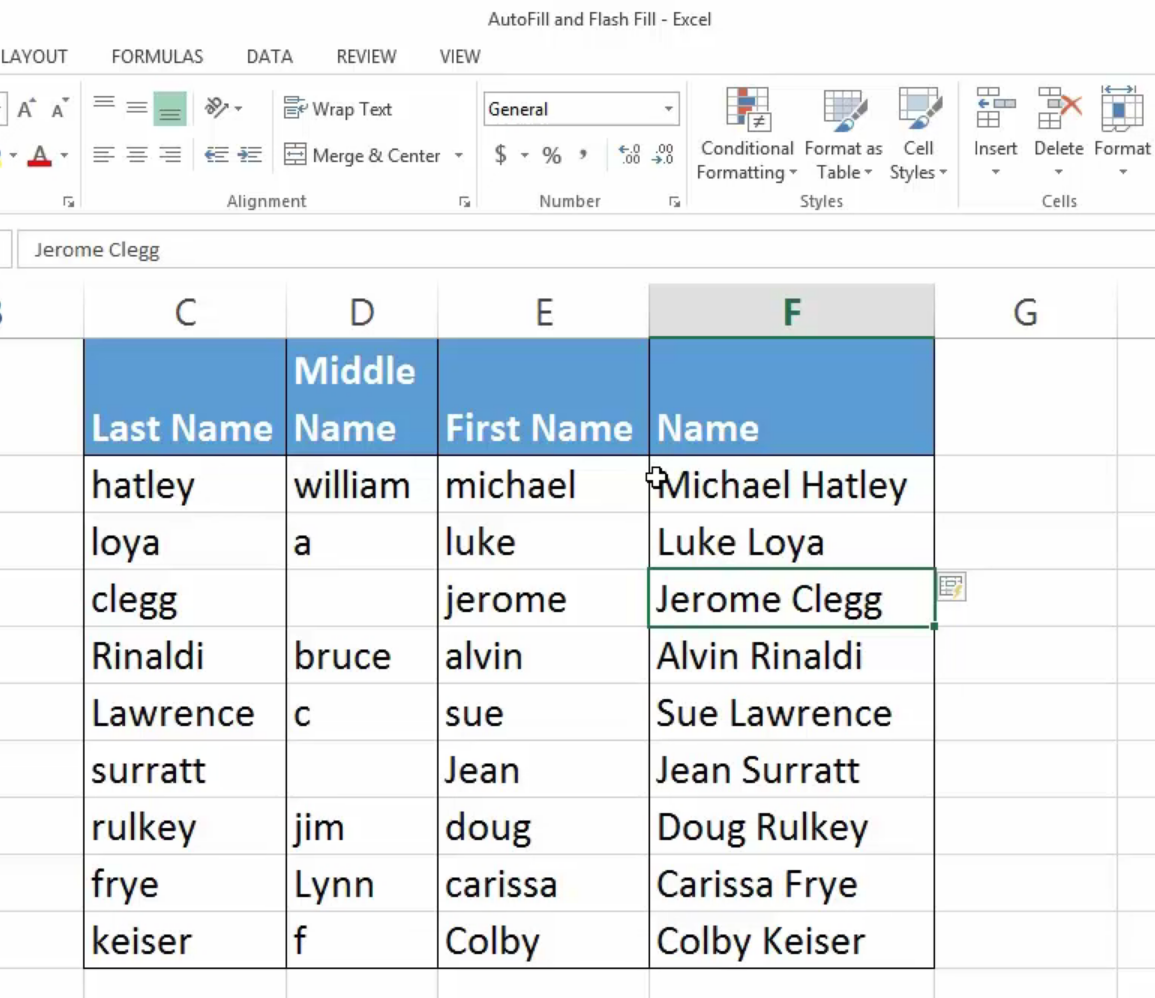 AutoFill and Flash Fill - Excel
LAYOUT FORMULAS DATA REVIEW VIEW
A A Wrap Text General
A Merge & Center $ % , .0 .00 .00 .0 Conditional Formatting Format as Table Cell Styles Insert Delete Format
Alignment Number Styles Cells
Jerome Clegg
C D E F G
Last Name Middle Name First Name Name
hatley william michael Michael Hatley
loya a luke Luke Loya
clegg jerome Jerome Clegg
Rinaldi bruce alvin Alvin Rinaldi
Lawrence c sue Sue Lawrence
surratt Jean Jean Surratt
rulkey jim doug Doug Rulkey
frye Lynn carissa Carissa Frye
keiser f Colby Colby Keiser